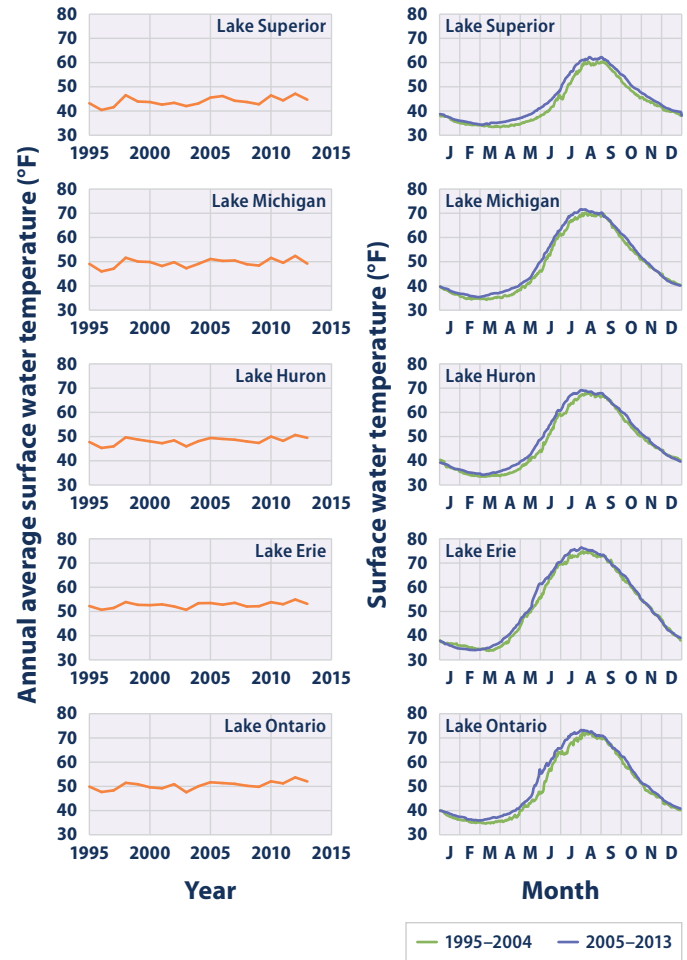 Annual average surface water temperature (°F)
Lake Superior
80
70
60
50
40
30
1995 2000 2005 2010 2015
Lake Michigan
80
70
60
50
40
30
1995 2000 2005 2010 2015
Lake Huron
80
70
60
50
40
30
1995 2000 2005 2010 2015
Lake Erie
80
70
60
50
40
30
1995 2000 2005 2010 2015
Lake Ontario
80
70
60
50
40
30
1995 2000 2005 2010 2015
Year
Surface water temperature (°F)
Lake Superior
80
70
60
50
40
30
J F M A M J J A S O N D
Lake Michigan
80
70
60
50
40
30
J F M A M J J A S O N D
Lake Huron
80
70
60
50
40
30
J F M A M J J A S O N D
Lake Erie
80
70
60
50
40
30
J F M A M J J A S O N D
Lake Ontario
80
70
60
50
40
30
J F M A M J J A S O N D
Month
1995–2004 2005–2013